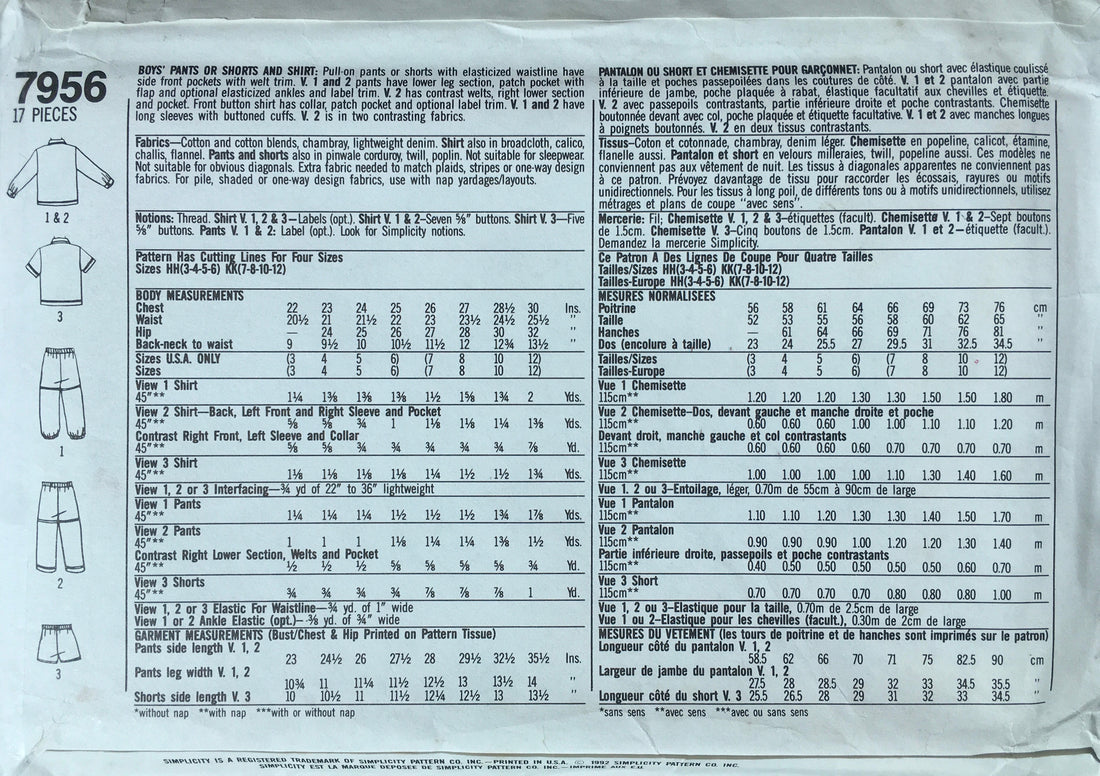 7956
17 PIECES
1 & 2
3
1
2
3
BOYS' PANTS OR SHORTS AND SHIRT: Pull-on pants or shorts with elasticized waistline have
side front pockets with welt trim. V. 1 and 2 pants have lower leg section, patch pocket with
flap and optional elasticized ankles and label trim. V. 2 has contrast welts, right lower section
and pocket. Front button shirt has collar, patch pocket and optional label trim. V. 1 and 2 have
long sleeves with buttoned cuffs. V. 2 is in two contrasting fabrics.
Fabrics—Cotton and cotton blends, chambray, lightweight denim. Shirt also in broadcloth, calico,
challis, flannel. Pants and shorts also in pinwale corduroy, twill, poplin. Not suitable for sleepwear.
Not suitable for obvious diagonals. Extra fabric needed to match plaids, stripes or one-way design
fabrics. For pile, shaded or one-way design fabrics, use with nap yardages/layouts.
Notions: Thread. Shirt V. 1, 2 & 3—Labels (opt.). Shirt V. 1 & 2—Seven ⅝" buttons. Shirt V. 3—Five
⅝" buttons. Pants V. 1 & 2: Label (opt.). Look for Simplicity notions.
Pattern Has Cutting Lines For Four Sizes
Sizes HH(3-4-5-6) KK(7-8-10-12)
BODY MEASUREMENTS
Chest 22 23 24 25 26 27 28½ 30 Ins.
Waist 20½ 21 21½ 22 23 23½ 24½ 25½ "
Hip — 24 25 26 27 28 30 32 "
Back-neck to waist 9 9½ 10 10½ 11½ 12 12¾ 13½ "
Sizes U.S.A. ONLY (3 4 5 6) (7 8 10 12)
Sizes (3 4 5 6) (7 8 10 12)
View 1 Shirt
45"** 1¼ 1⅜ 1⅜ 1⅜ 1½ 1⅝ 1¾ 2 Yds.
View 2 Shirt—Back, Left Front and Right Sleeve and Pocket
45"** ⅝ ⅝ ¾ 1 1⅛ 1⅛ 1¼ 1⅜ Yds.
Contrast Right Front, Left Sleeve and Collar
45"** ⅝ ⅝ ¾ ¾ ¾ ¾ ¾ ⅞ Yd.
View 3 Shirt
45"** 1⅛ 1⅛ 1⅛ 1⅛ 1¼ 1½ 1½ 1¾ Yds.
View 1, 2 or 3 Interfacing—¾ yd of 22" to 36" lightweight
View 1 Pants
45"** 1¼ 1¼ 1¼ 1½ 1½ 1½ 1¾ 1⅞ Yds.
View 2 Pants
45"** 1 1 1 1⅛ 1¼ 1¼ 1⅜ 1½ Yds.
Contrast Right Lower Section, Welts and Pocket
45"** ½ ½ ½ ⅝ ⅝ ⅝ ⅝ ¾ Yd.
View 3 Shorts
45"** ¾ ¾ ¾ ¾ ⅞ ⅞ ⅞ 1 Yd.
View 1, 2 or 3 Elastic For Waistline—¾ yd. of 1" wide
View 1 or 2 Ankle Elastic (opt.)—⅜ yd. of ¾" wide
GARMENT MEASUREMENTS (Bust/Chest & Hip Printed on Pattern Tissue)
Pants side length V. 1, 2
23 24½ 26 27½ 28 29½ 32½ 35½ Ins.
Pants leg width V. 1, 2
10¾ 11 11¼ 11½ 12½ 13 13½ 14 "
Shorts side length V. 3 10 10½ 11 11½ 12¼ 12½ 13 13½ "
*without nap **with nap ***with or without nap
PANTALON OU SHORT ET CHEMISETTE POUR GARÇONNET: Pantalon ou short avec élastique coulissé
à la taille et poches passepoilées dans les coutures de côté. V. 1 et 2 pantalon avec partie
inférieure de jambe, poche plaquée à rabat, élastique facultatif aux chevilles et étiquette.
V. 2 avec passepoils contrastants, partie inférieure droite et poche contrastants. Chemisette
boutonnée devant avec col, poche plaquée et étiquette facultative. V. 1 et 2 avec manches longues
à poignets boutonnés. V. 2 en deux tissus contrastants.
Tissus-Coton et cotonnade, chambray, denim léger. Chemisette en popeline, calicot, étamine,
flanelle aussi. Pantalon et short en velours milleraies, twill, popeline aussi. Ces modèles ne
conviennent pas aux vêtement de nuit. Les tissus à diagonales apparentes ne conviennent pas
à ce patron. Prévoyez davantage de tissu pour raccorder les écossais, rayures ou motifs
unidirectionnels. Pour les tissus à long poil, de différents tons ou à motifs unidirectionnels, utilisez
métrages et plans de coupe "avec sens".
Mercerie: Fil; Chemisette V. 1, 2 & 3—étiquettes (facult). Chemisette V. 1 & 2—Sept boutons
de 1.5cm. Chemisette V. 3—Cinq boutons de 1.5cm. Pantalon V. 1 et 2—étiquette (facult.).
Demandez la mercerie Simplicity.
Ce Patron A Des Lignes De Coupe Pour Quatre Tailles
Tailles/Sizes HH(3-4-5-6) KK(7-8-10-12)
Tailles-Europe HH(3-4-5-6) KK(7-8-10-12)
MESURES NORMALISEES
Poitrine 56 58 61 64 66 69 73 76 cm
Taille 52 53 55 56 58 60 62 65 "
Hanches — 61 64 66 69 71 76 81 "
Dos (encolure à taille) 23 24 25.5 27 29.5 31 32.5 34.5 "
Tailles/Sizes (3 4 5 6) (7 8 10 12)
Tailles-Europe (3 4 5 6) (7 8 10 12)
Vue 1 Chemisette
115cm** 1.20 1.20 1.20 1.30 1.30 1.50 1.50 1.80 m
Vue 2 Chemisette-Dos, devant gauche et manche droite et poche
115cm** 0.60 0.60 0.60 1.00 1.00 1.10 1.10 1.20 m
Devant droit, manche gauche et col contrastants
115cm** 0.60 0.60 0.60 0.60 0.70 0.70 0.70 0.70 m
Vue 3 Chemisette
115cm** 1.00 1.00 1.00 1.00 1.10 1.30 1.40 1.60 m
Vue 1. 2 ou 3-Entoilage, léger, 0.70m de 55cm à 90cm de large
Vue 1 Pantalon
115cm** 1.10 1.10 1.20 1.30 1.30 1.40 1.50 1.70 m
Vue 2 Pantalon
115cm** 0.90 0.90 0.90 1.00 1.20 1.20 1.30 1.40 m
Partie inférieure droite, passepoils et poche contrastants
115cm** 0.40 0.50 0.50 0.50 0.50 0.50 0.60 0.70 m
Vue 3 Short
115cm** 0.70 0.70 0.70 0.70 0.80 0.80 0.80 1.00 m
Vue 1, 2 ou 3-Elastique pour la taille, 0.70m de 2.5cm de large
Vue 1 ou 2-Elastique pour les chevilles (facult.), 0.30m de 2cm de large
MESURES DU VETEMENT (les tours de poitrine et de hanches sont imprimés sur le patron)
Longueur côté du pantalon V. 1, 2
58.5 62 66 70 71 75 82.5 90 cm
Largeur de jambe du pantalon V. 1, 2
27.5 28 28.5 29 32 33 34.5 35.5 "
Longueur côté du short V. 3 25.5 26.5 28 29 31 32 33 34.5 "
*sans sens **avec sens ***avec ou sans sens
SIMPLICITY IS A REGISTERED TRADEMARK OF SIMPLICITY PATTERN CO. INC.—PRINTED IN U.S.A. © 1992 SIMPLICITY PATTERN CO. INC.
SIMPLICITY EST LA MARQUE DEPOSEE DE SIMPLICITY PATTERN CO. INC.—IMPRIME AUX E.U.